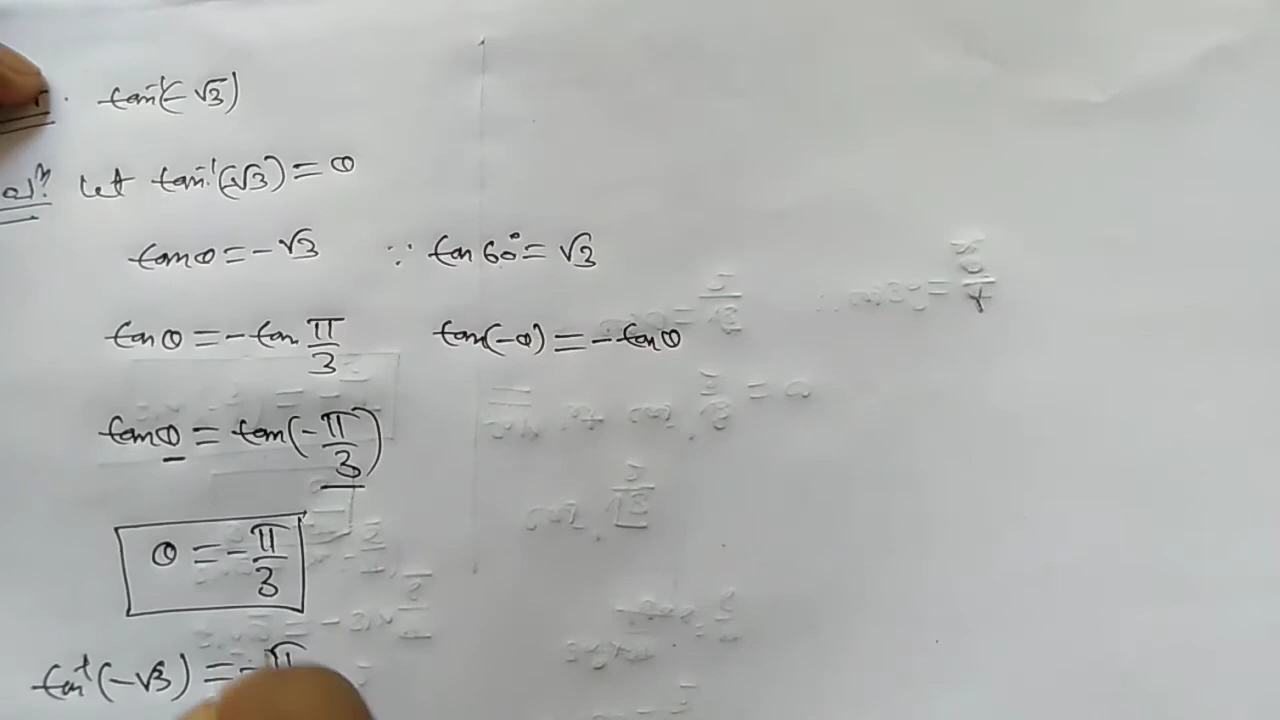 tan⁻¹(-√3)
Let tan⁻¹(-√3) = θ
tanθ = -√3 ∵ tan 60° = √3
tanθ = -tan π/3 tan(-θ) = -tanθ
tanθ = tan(-π/3)
θ = -π/3
tan⁻¹(-√3) = -π